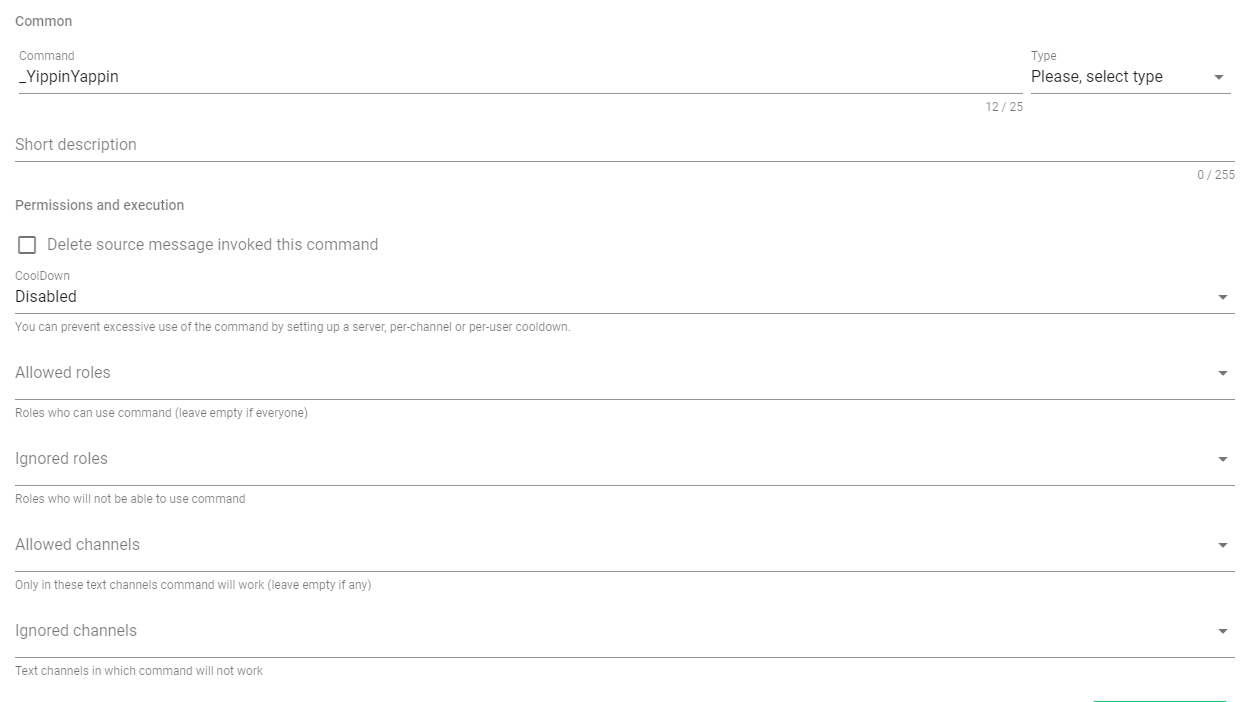 Common
Command
_YippinYappin
Type
Please, select type
12 / 25
Short description
0 / 255
Permissions and execution
Delete source message invoked this command
CoolDown
Disabled
You can prevent excessive use of the command by setting up a server, per-channel or per-user cooldown.
Allowed roles
Roles who can use command (leave empty if everyone)
Ignored roles
Roles who will not be able to use command
Allowed channels
Only in these text channels command will work (leave empty if any)
Ignored channels
Text channels in which command will not work